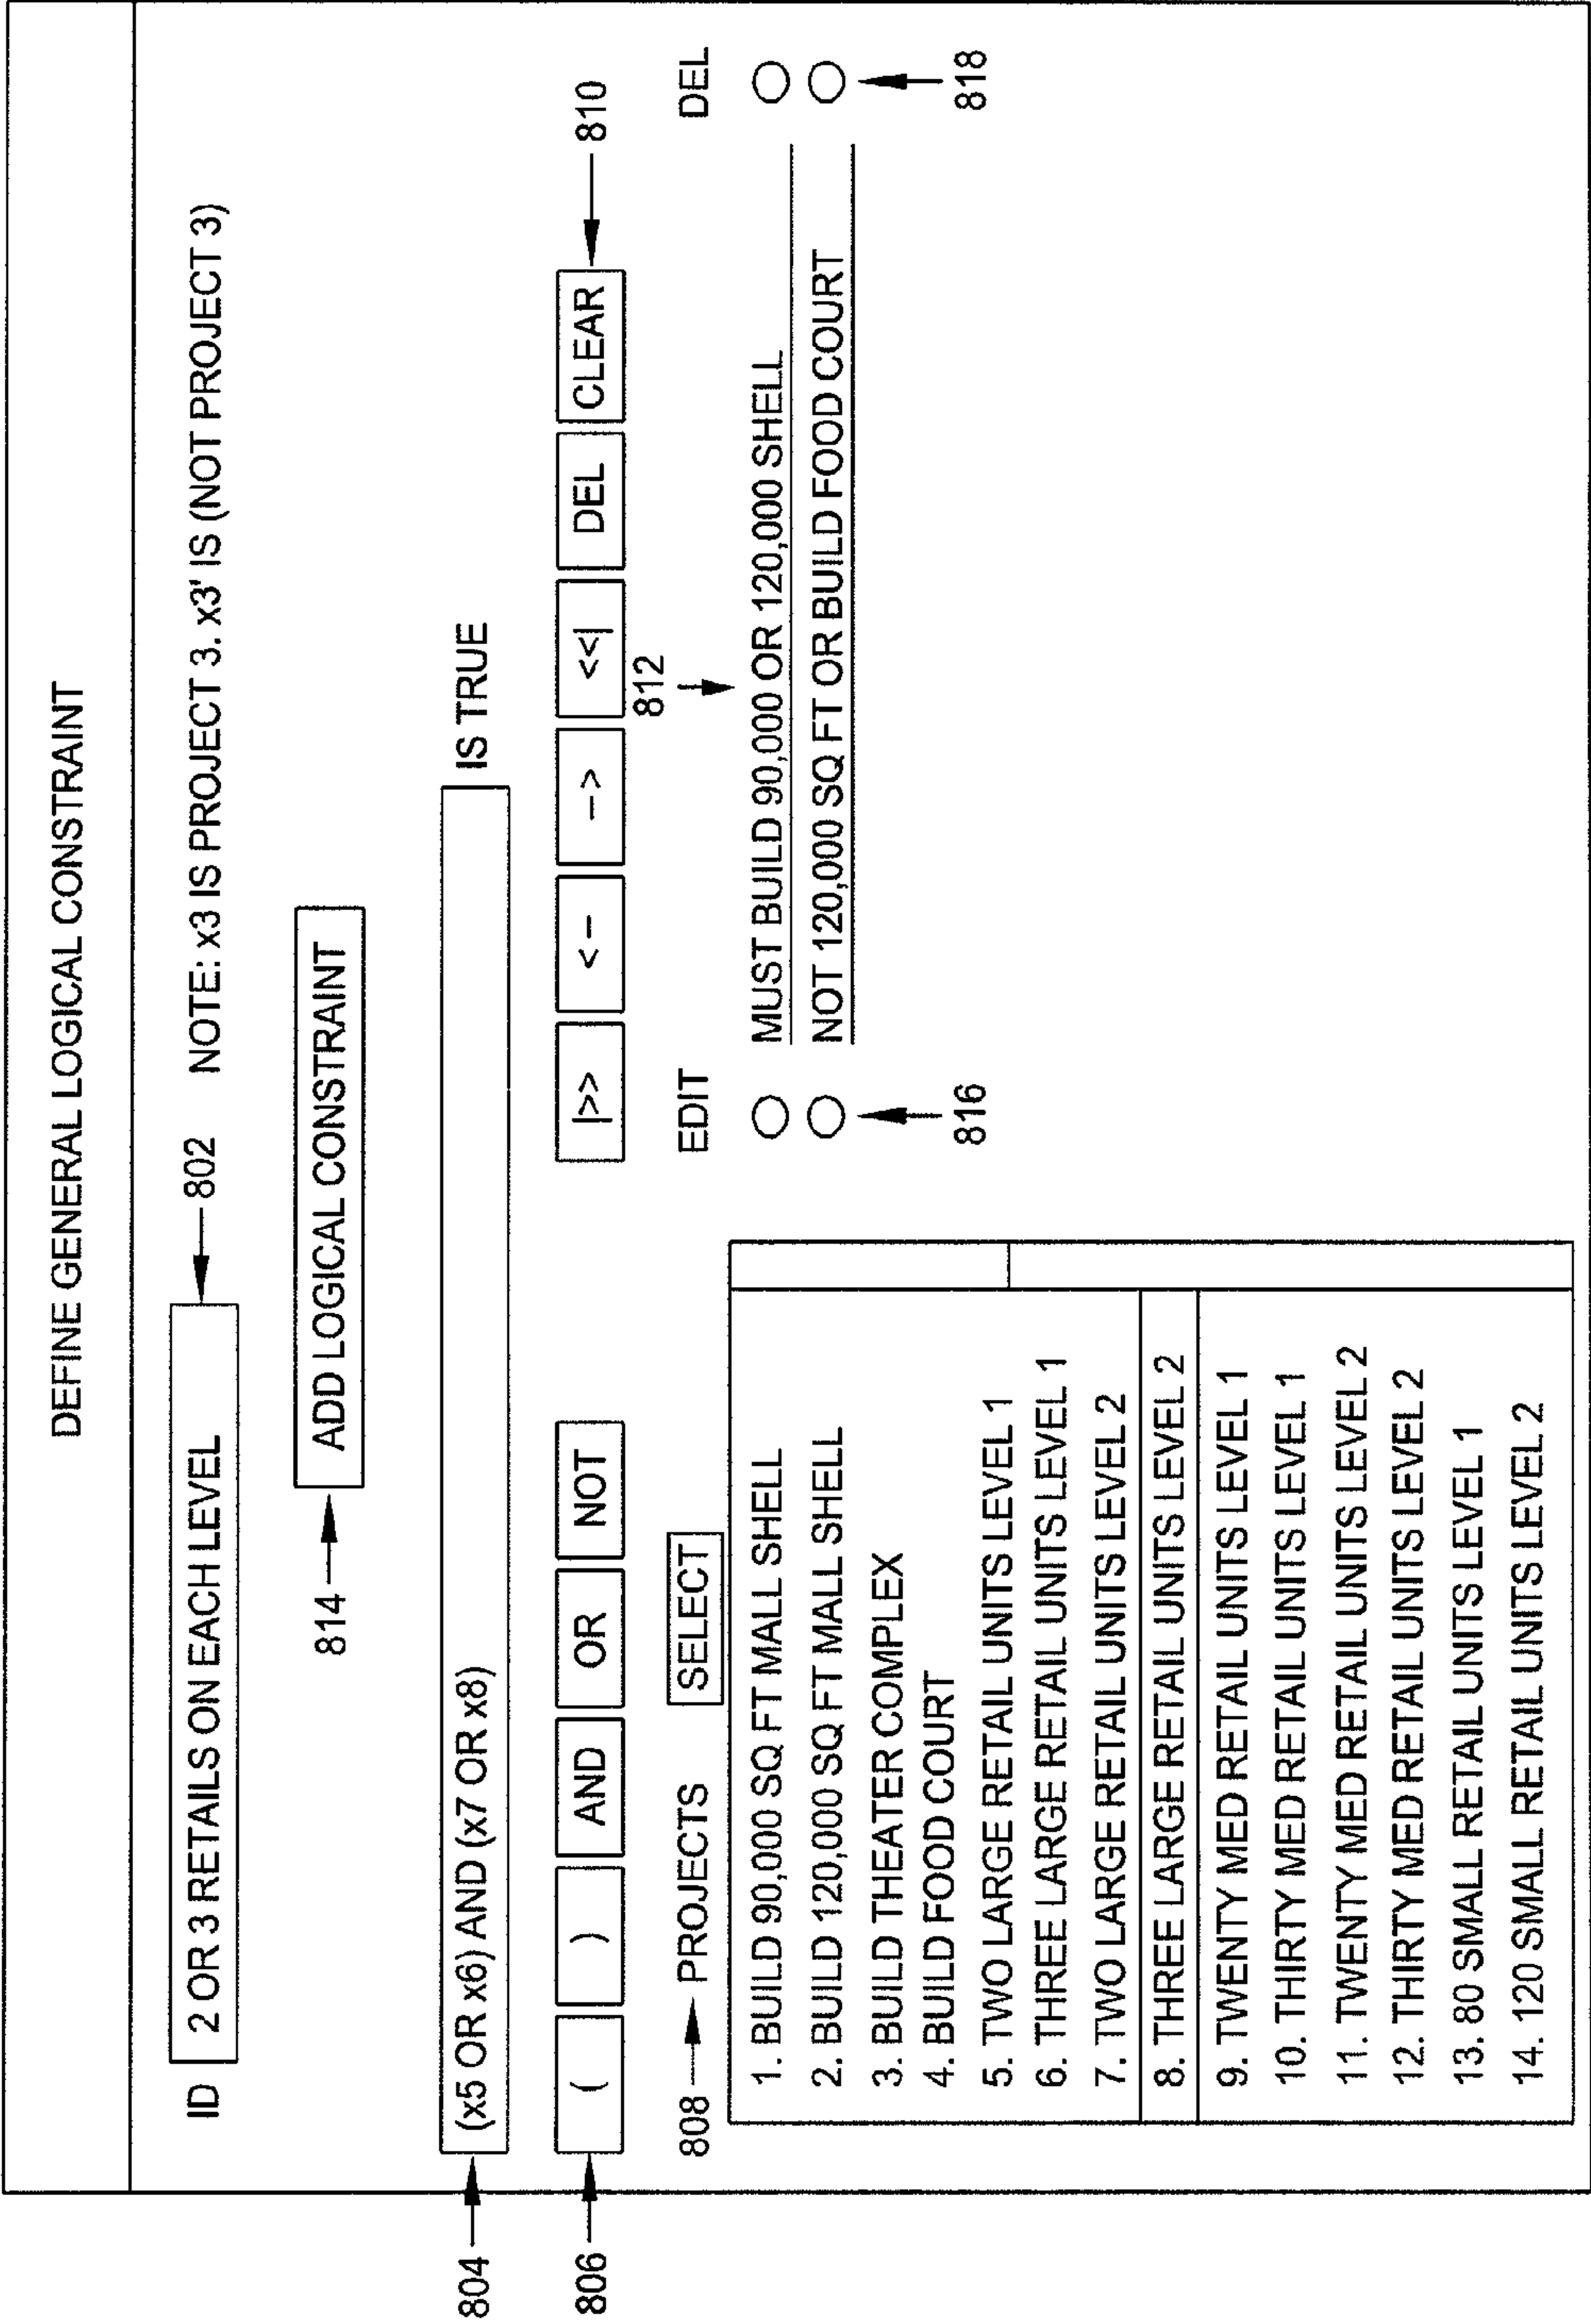 DEFINE GENERAL LOGICAL CONSTRAINT
ID 2 OR 3 RETAILS ON EACH LEVEL 802 NOTE: x3 IS PROJECT 3. x3' IS (NOT PROJECT 3)
814 ADD LOGICAL CONSTRAINT
804 (x5 OR x6) AND (x7 OR x8) IS TRUE
806 ( ) AND OR NOT |>> <- -> <<| DEL CLEAR 810
812
808 PROJECTS SELECT EDIT DEL
1. BUILD 90,000 SQ FT MALL SHELL MUST BUILD 90,000 OR 120,000 SHELL
2. BUILD 120,000 SQ FT MALL SHELL NOT 120,000 SQ FT OR BUILD FOOD COURT
3. BUILD THEATER COMPLEX
4. BUILD FOOD COURT
816 818
5. TWO LARGE RETAIL UNITS LEVEL 1
6. THREE LARGE RETAIL UNITS LEVEL 1
7. TWO LARGE RETAIL UNITS LEVEL 2
8. THREE LARGE RETAIL UNITS LEVEL 2
9. TWENTY MED RETAIL UNITS LEVEL 1
10. THIRTY MED RETAIL UNITS LEVEL 1
11. TWENTY MED RETAIL UNITS LEVEL 2
12. THIRTY MED RETAIL UNITS LEVEL 2
13. 80 SMALL RETAIL UNITS LEVEL 1
14. 120 SMALL RETAIL UNITS LEVEL 2